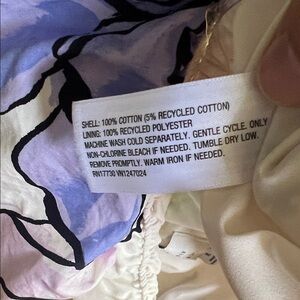 SHELL: 100% COTTON (5% RECYCLED COTTON)
LINING: 100% RECYCLED POLYESTER
MACHINE WASH COLD SEPARATELY. GENTLE CYCLE. ONLY
NON-CHLORINE BLEACH IF NEEDED. TUMBLE DRY LOW.
REMOVE PROMPTLY. WARM IRON IF NEEDED.
RN17730 VN1247024